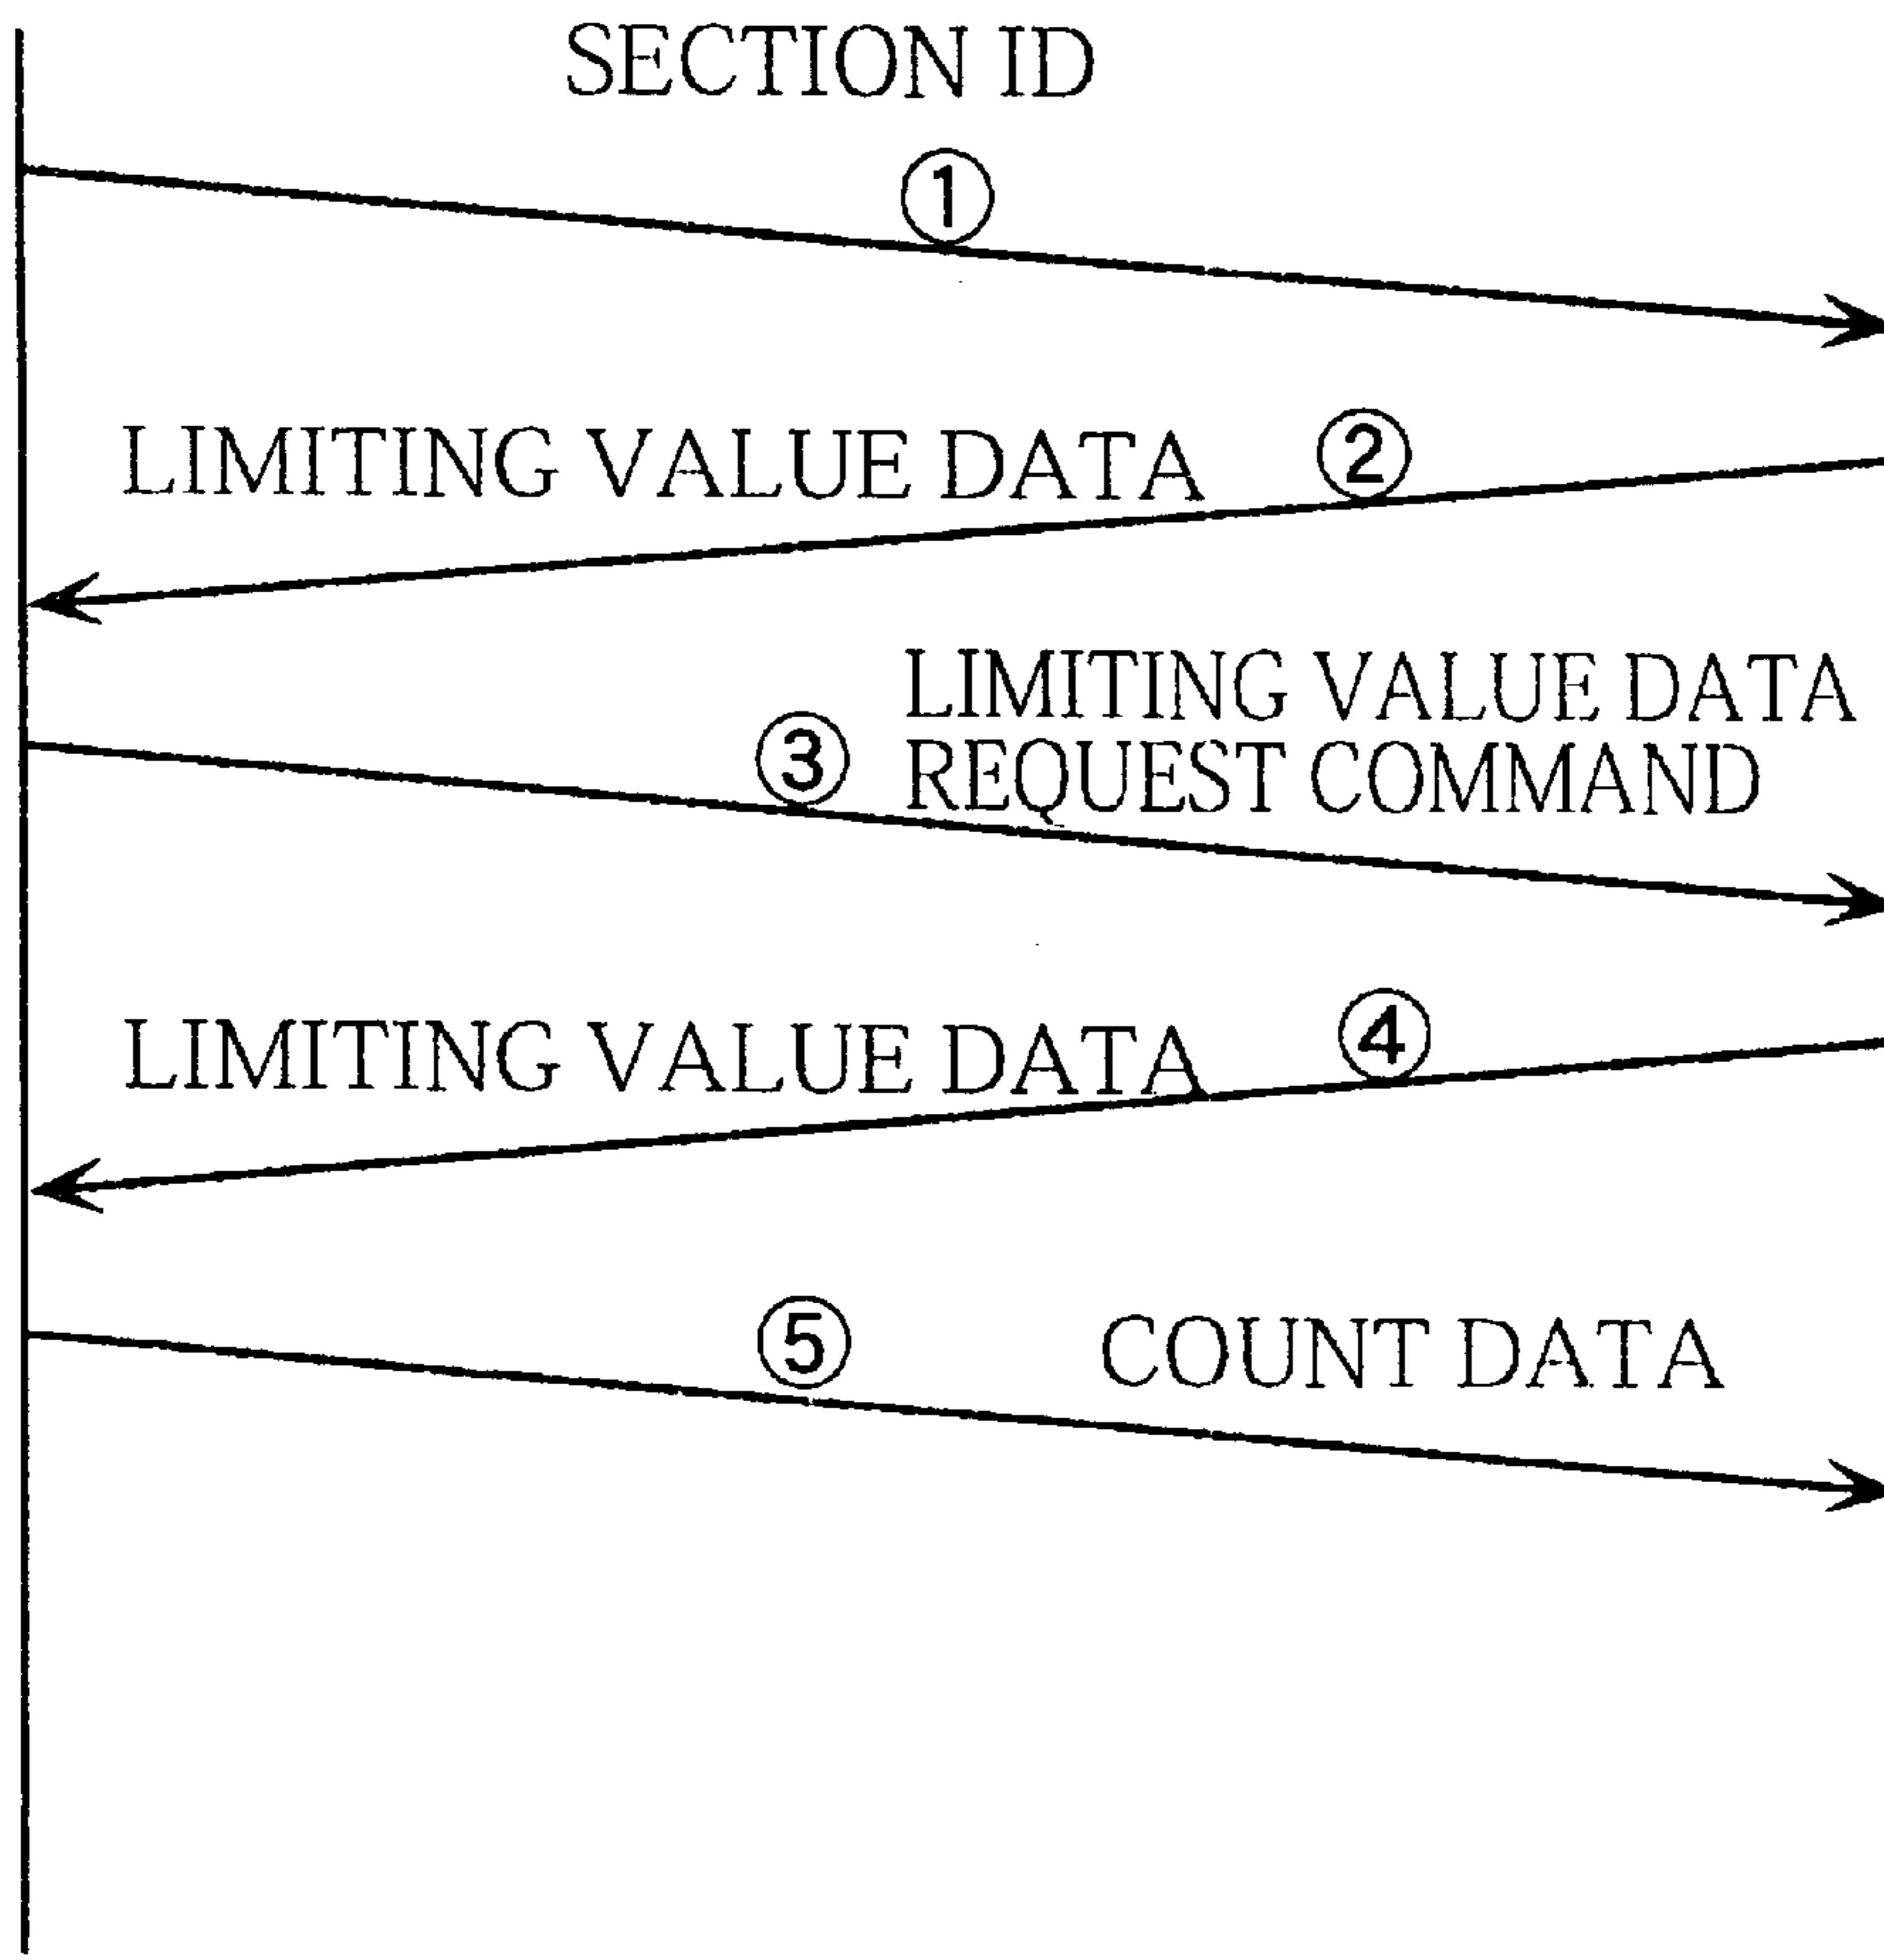 SECTION ID
①
LIMITING VALUE DATA ②
LIMITING VALUE DATA
③ REQUEST COMMAND
LIMITING VALUE DATA ④
⑤ COUNT DATA